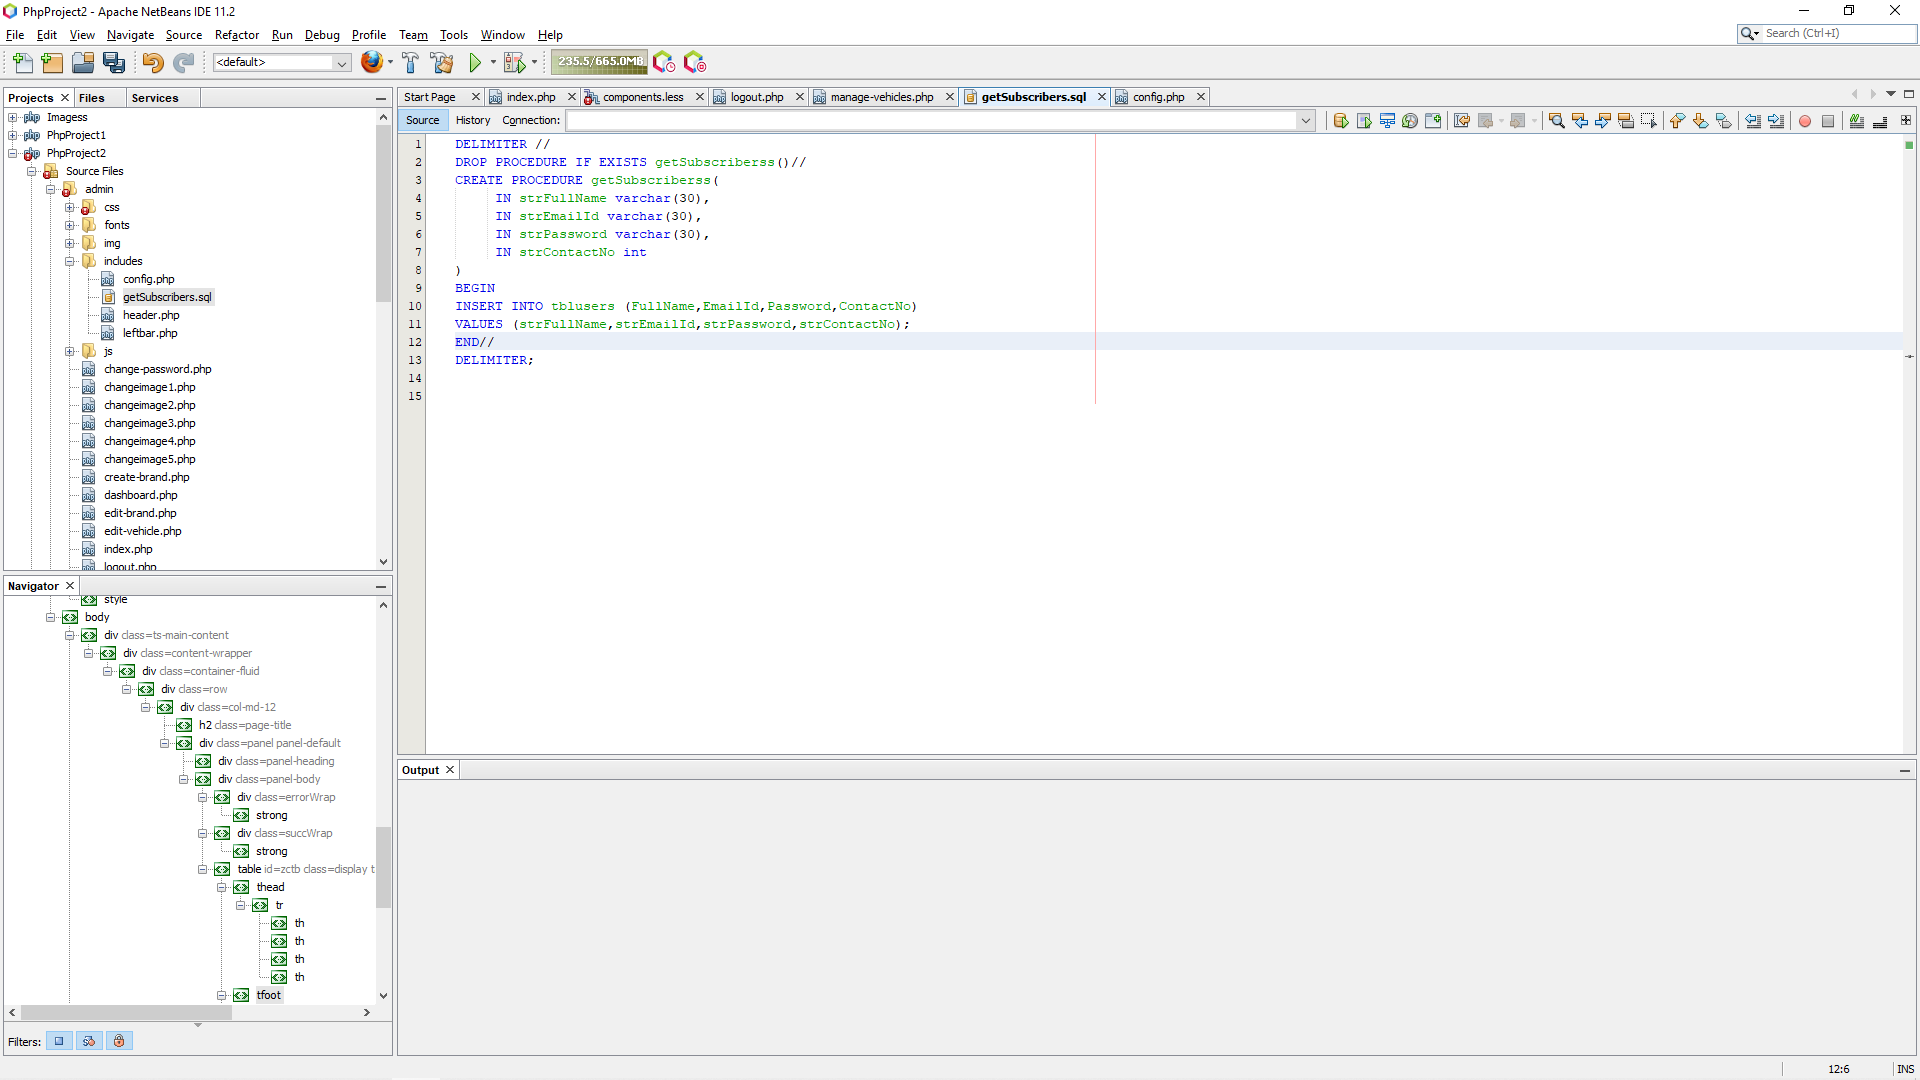 PhpProject2 - Apache NetBeans IDE 11.2
File Edit View Navigate Source Refactor Run Debug Profile Team Tools Window Help
Search (Ctrl+I)
<default>
235.5/665.0MB
Projects Files Services
Imagess
PhpProject1
PhpProject2
Source Files
admin
css
fonts
img
includes
config.php
getSubscribers.sql
header.php
leftbar.php
js
change-password.php
changeimage1.php
changeimage2.php
changeimage3.php
changeimage4.php
changeimage5.php
create-brand.php
dashboard.php
edit-brand.php
edit-vehicle.php
index.php
logout.php
Navigator
style
body
div class=ts-main-content
div class=content-wrapper
div class=container-fluid
div class=row
div class=col-md-12
h2 class=page-title
div class=panel panel-default
div class=panel-heading
div class=panel-body
div class=errorWrap
strong
div class=succWrap
strong
table id=zctb class=display t
thead
tr
th
th
th
th
tfoot
Filters:
Start Page index.php components.less logout.php manage-vehicles.php getSubscribers.sql config.php
Source History Connection:
1 DELIMITER //
2 DROP PROCEDURE IF EXISTS getSubscriberss()//
3 CREATE PROCEDURE getSubscriberss(
4 IN strFullName varchar(30),
5 IN strEmailId varchar(30),
6 IN strPassword varchar(30),
7 IN strContactNo int
8 )
9 BEGIN
10 INSERT INTO tblusers (FullName,EmailId,Password,ContactNo)
11 VALUES (strFullName,strEmailId,strPassword,strContactNo);
12 END//
13 DELIMITER;
14
15
Output
12:6 INS